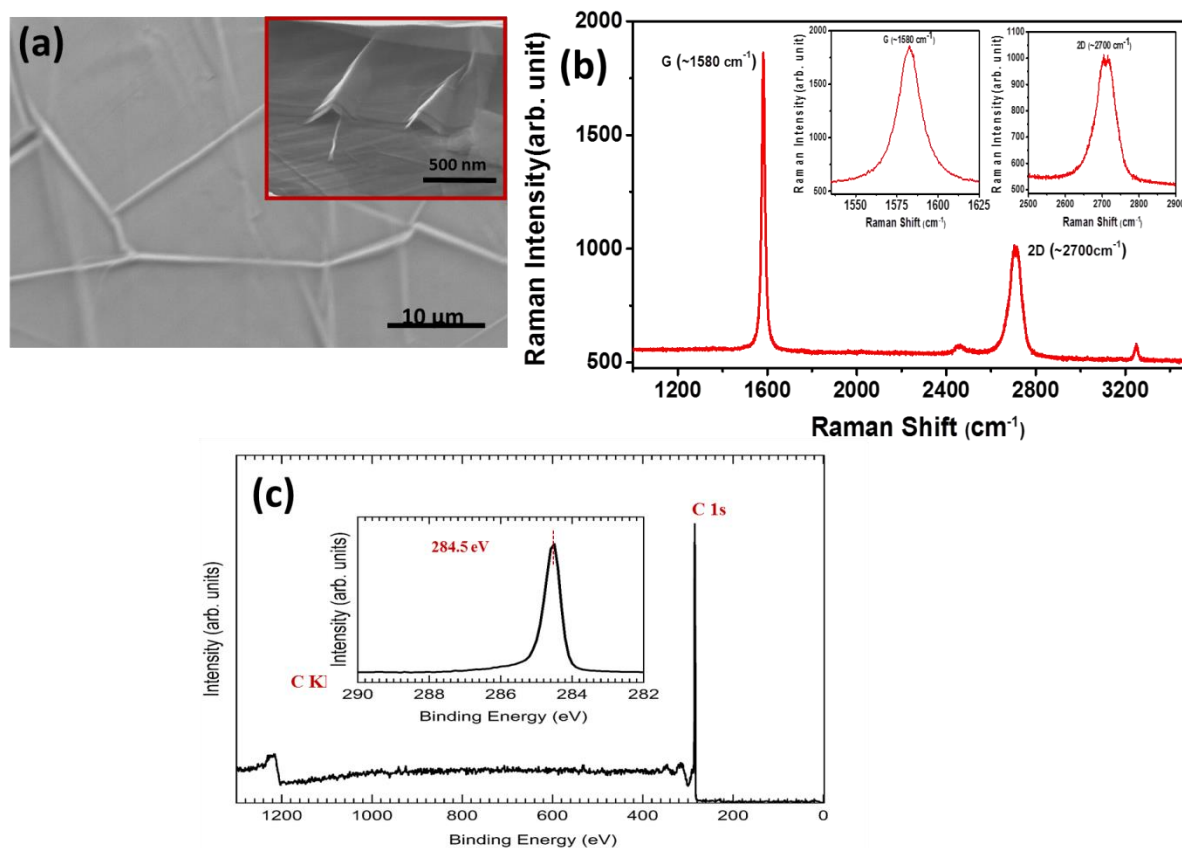 (a)
500 nm
10 µm
(b)
2000
1500
1000
500
Raman Intensity(arb. unit)
G (~1580 cm-1)
2D (~2700cm-1)
1200 1600 2000 2400 2800 3200
Raman Shift (cm-1)
G (~1580 cm-1)
2000
1750
1500
1250
1000
750
500
Raman Intensity(arb. unit)
1550 1575 1600 1625
Raman Shift (cm-1)
2D (~2700 cm-1)
1100
1000
900
800
700
600
500
Raman Intensity(arb. unit)
2500 2600 2700 2800 2900
Raman Shift (cm-1)
(c)
C 1s
284.5 eV
Intensity (arb. units)
290 288 286 284 282
Binding Energy (eV)
C K
Intensity (arb. units)
1200 1000 800 600 400 200 0
Binding Energy (eV)